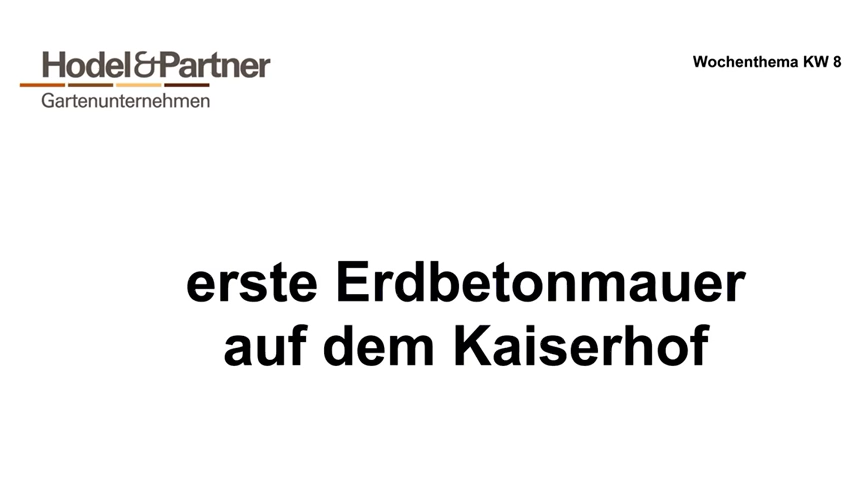 Hodel&Partner
Gartenunternehmen
Wochenthema KW 8
erste Erdbetonmauer
auf dem Kaiserhof